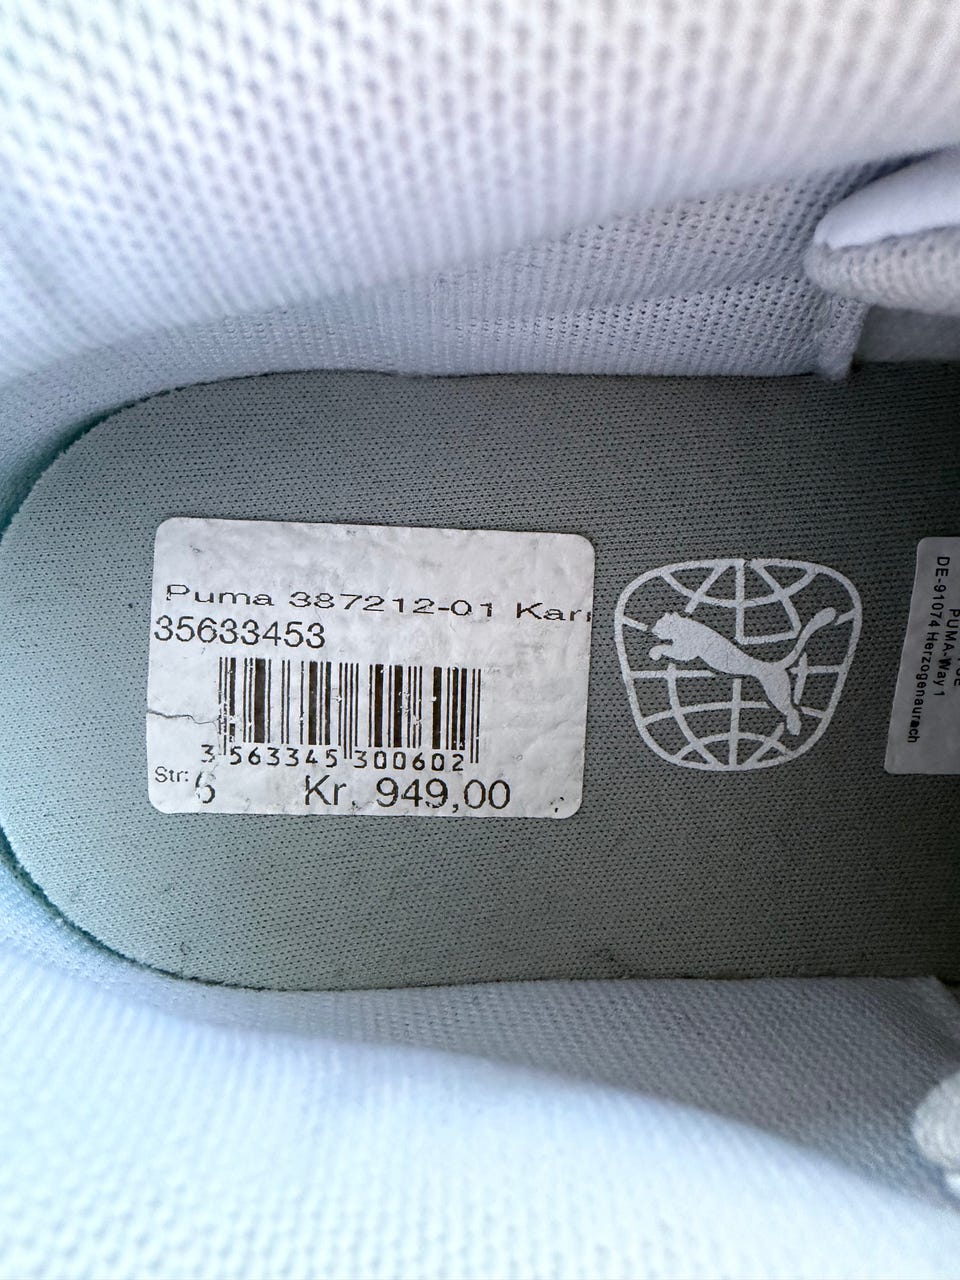 Puma 387212-01 Kar
35633453
3 563345 300602
Str: 6 Kr. 949,00
PUMA-Way 1
DE-91074 Herzogenaurach